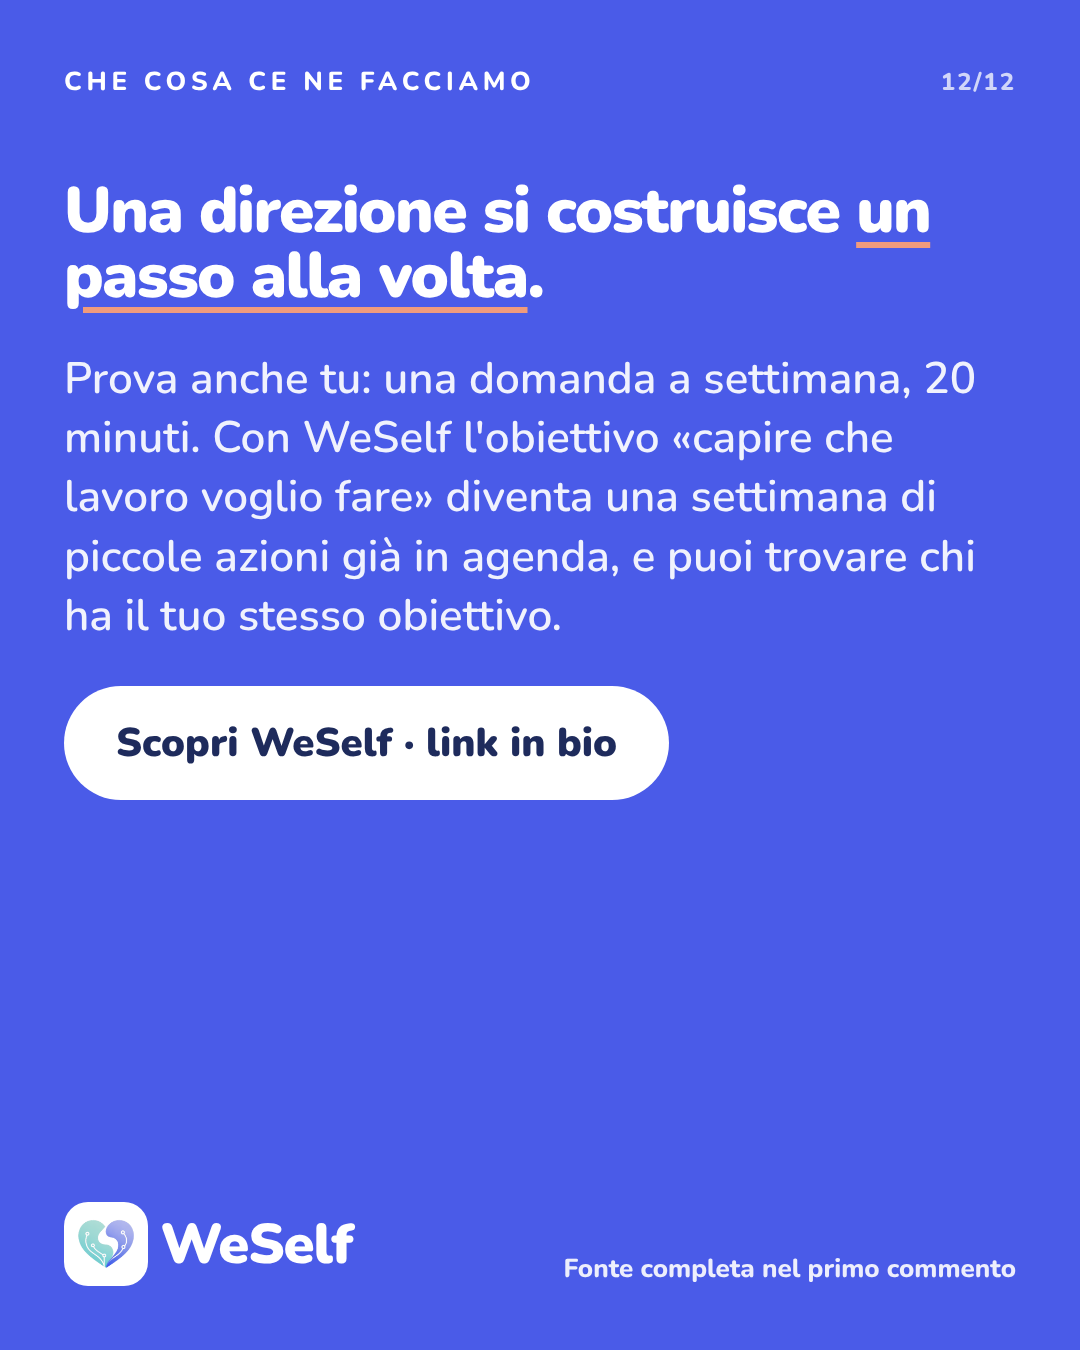 CHE COSA CE NE FACCIAMO
12/12
Una direzione si costruisce un
passo alla volta.
Prova anche tu: una domanda a settimana, 20
minuti. Con WeSelf l'obiettivo «capire che
lavoro voglio fare» diventa una settimana di
piccole azioni già in agenda, e puoi trovare chi
ha il tuo stesso obiettivo.
Scopri WeSelf · link in bio
WeSelf
Fonte completa nel primo commento